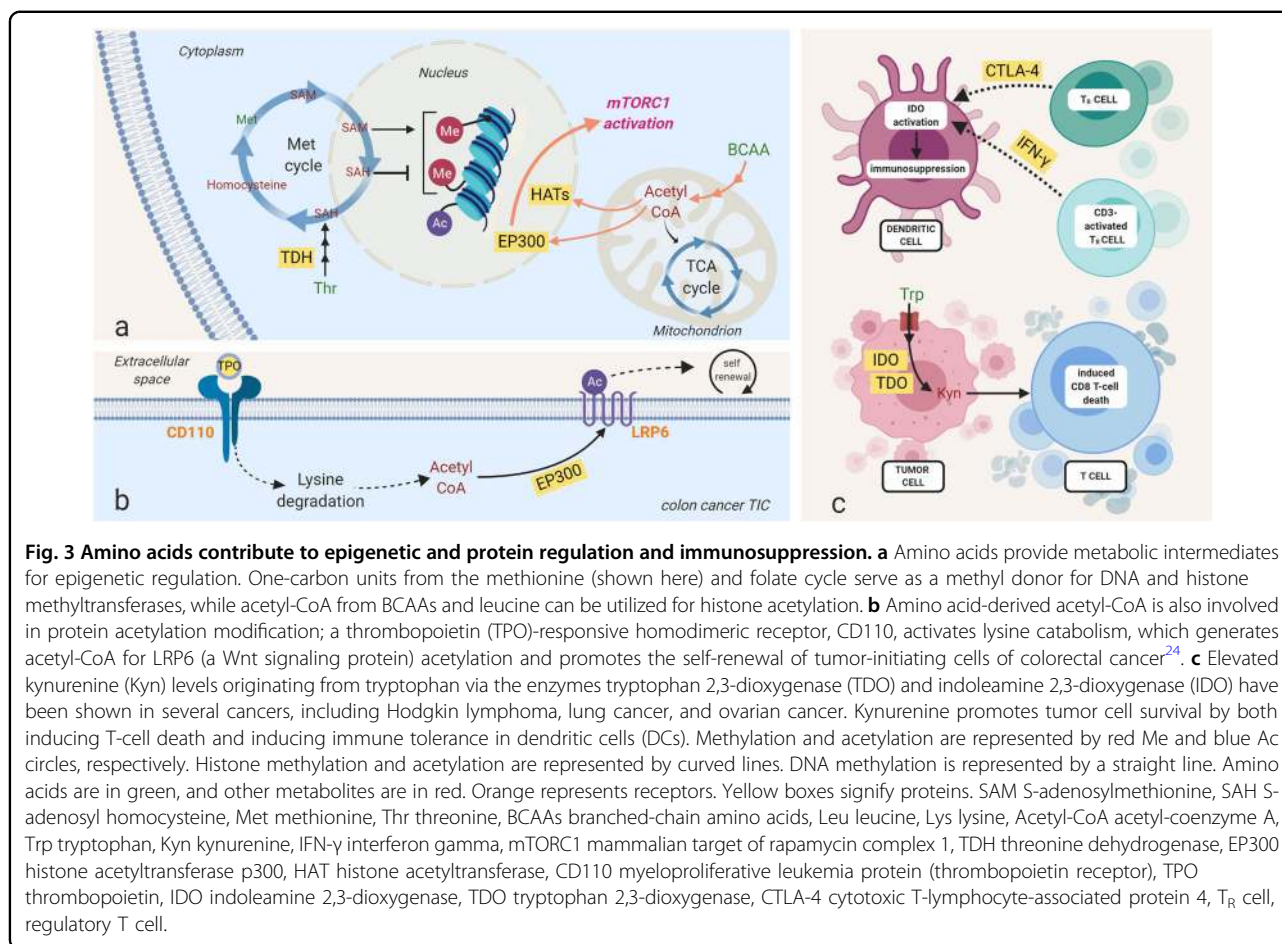 Cytoplasm
Nucleus
SAM
Met
SAM
Met
cycle
Homocysteine
SAH
SAH
TDH
Thr
Me
Me
Ac
mTORC1
activation
BCAA
HATs
Acetyl
CoA
EP300
TCA
cycle
Mitochondrion
a
Extracellular
space
TPO
CD110
Lysine
degradation
Acetyl
CoA
EP300
Ac
LRP6
self
renewal
b
colon cancer TIC
CTLA-4
TR CELL
IDO
activation
immunosuppression
IFN-γ
DENDRITIC
CELL
CD3-
activated
TR CELL
Trp
IDO
TDO
Kyn
induced
CD8 T-cell
death
TUMOR
CELL
T CELL
c
Fig. 3 Amino acids contribute to epigenetic and protein regulation and immunosuppression. a Amino acids provide metabolic intermediates
for epigenetic regulation. One-carbon units from the methionine (shown here) and folate cycle serve as a methyl donor for DNA and histone
methyltransferases, while acetyl-CoA from BCAAs and leucine can be utilized for histone acetylation. b Amino acid-derived acetyl-CoA is also involved
in protein acetylation modification; a thrombopoietin (TPO)-responsive homodimeric receptor, CD110, activates lysine catabolism, which generates
acetyl-CoA for LRP6 (a Wnt signaling protein) acetylation and promotes the self-renewal of tumor-initiating cells of colorectal cancer24. c Elevated
kynurenine (Kyn) levels originating from tryptophan via the enzymes tryptophan 2,3-dioxygenase (TDO) and indoleamine 2,3-dioxygenase (IDO) have
been shown in several cancers, including Hodgkin lymphoma, lung cancer, and ovarian cancer. Kynurenine promotes tumor cell survival by both
inducing T-cell death and inducing immune tolerance in dendritic cells (DCs). Methylation and acetylation are represented by red Me and blue Ac
circles, respectively. Histone methylation and acetylation are represented by curved lines. DNA methylation is represented by a straight line. Amino
acids are in green, and other metabolites are in red. Orange represents receptors. Yellow boxes signify proteins. SAM S-adenosylmethionine, SAH S-
adenosyl homocysteine, Met methionine, Thr threonine, BCAAs branched-chain amino acids, Leu leucine, Lys lysine, Acetyl-CoA acetyl-coenzyme A,
Trp tryptophan, Kyn kynurenine, IFN-γ interferon gamma, mTORC1 mammalian target of rapamycin complex 1, TDH threonine dehydrogenase, EP300
histone acetyltransferase p300, HAT histone acetyltransferase, CD110 myeloproliferative leukemia protein (thrombopoietin receptor), TPO
thrombopoietin, IDO indoleamine 2,3-dioxygenase, TDO tryptophan 2,3-dioxygenase, CTLA-4 cytotoxic T-lymphocyte-associated protein 4, TR cell,
regulatory T cell.